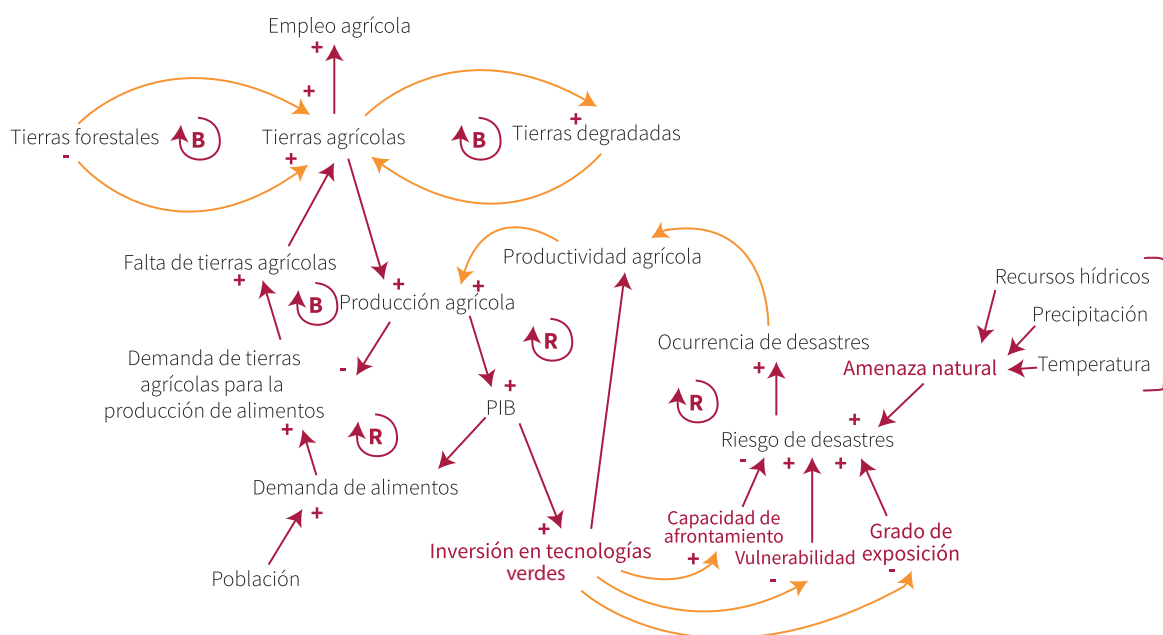 Empleo agrícola
+
+
Tierras forestales
-
B
Tierras agrícolas
+
B
+
Tierras degradadas
Falta de tierras agrícolas
+
B
Producción agrícola
+
+
Productividad agrícola
Recursos hídricos
Precipitación
Temperatura
R
Ocurrencia de desastres
+
Amenaza natural
-
Demanda de tierras
agrícolas para la
producción de alimentos
+
R
+
PIB
R
Riesgo de desastres
+
-
+
+
Demanda de alimentos
+
Población
+
Inversión en tecnologías
verdes
Capacidad de
afrontamiento
+
Vulnerabilidad
-
Grado de
exposición
-